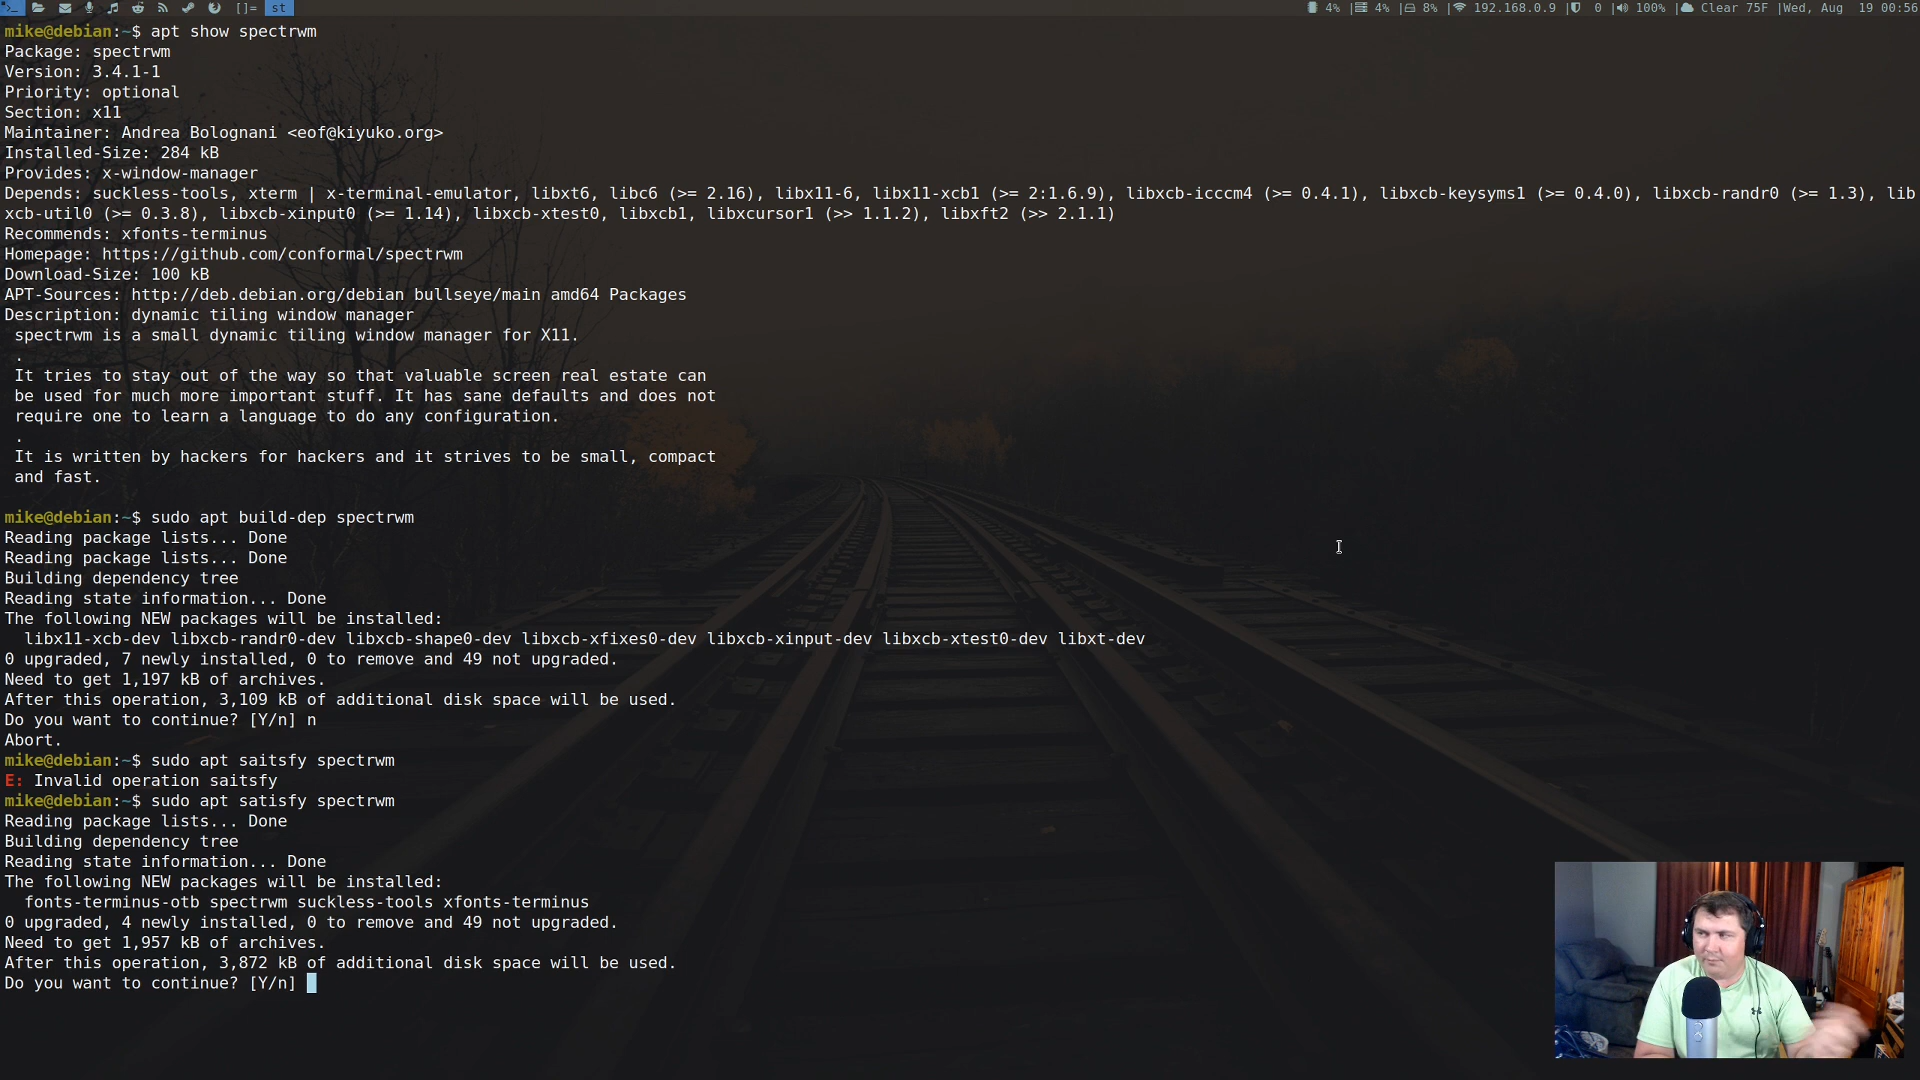 []= st 4% | 4% | 8% | 192.168.0.9 | 0 | 100% | Clear 75F |Wed, Aug 19 00:56
mike@debian:~$ apt show spectrwm
Package: spectrwm
Version: 3.4.1-1
Priority: optional
Section: x11
Maintainer: Andrea Bolognani <eof@kiyuko.org>
Installed-Size: 284 kB
Provides: x-window-manager
Depends: suckless-tools, xterm | x-terminal-emulator, libxt6, libc6 (>= 2.16), libx11-6, libx11-xcb1 (>= 2:1.6.9), libxcb-icccm4 (>= 0.4.1), libxcb-keysyms1 (>= 0.4.0), libxcb-randr0 (>= 1.3), lib
xcb-util0 (>= 0.3.8), libxcb-xinput0 (>= 1.14), libxcb-xtest0, libxcb1, libxcursor1 (>> 1.1.2), libxft2 (>> 2.1.1)
Recommends: xfonts-terminus
Homepage: https://github.com/conformal/spectrwm
Download-Size: 100 kB
APT-Sources: http://deb.debian.org/debian bullseye/main amd64 Packages
Description: dynamic tiling window manager
spectrwm is a small dynamic tiling window manager for X11.
.
It tries to stay out of the way so that valuable screen real estate can
be used for much more important stuff. It has sane defaults and does not
require one to learn a language to do any configuration.
.
It is written by hackers for hackers and it strives to be small, compact
and fast.
mike@debian:~$ sudo apt build-dep spectrwm
Reading package lists... Done
Reading package lists... Done
Building dependency tree
Reading state information... Done
The following NEW packages will be installed:
libx11-xcb-dev libxcb-randr0-dev libxcb-shape0-dev libxcb-xfixes0-dev libxcb-xinput-dev libxcb-xtest0-dev libxt-dev
0 upgraded, 7 newly installed, 0 to remove and 49 not upgraded.
Need to get 1,197 kB of archives.
After this operation, 3,109 kB of additional disk space will be used.
Do you want to continue? [Y/n] n
Abort.
mike@debian:~$ sudo apt saitsfy spectrwm
E: Invalid operation saitsfy
mike@debian:~$ sudo apt satisfy spectrwm
Reading package lists... Done
Building dependency tree
Reading state information... Done
The following NEW packages will be installed:
fonts-terminus-otb spectrwm suckless-tools xfonts-terminus
0 upgraded, 4 newly installed, 0 to remove and 49 not upgraded.
Need to get 1,957 kB of archives.
After this operation, 3,872 kB of additional disk space will be used.
Do you want to continue? [Y/n]